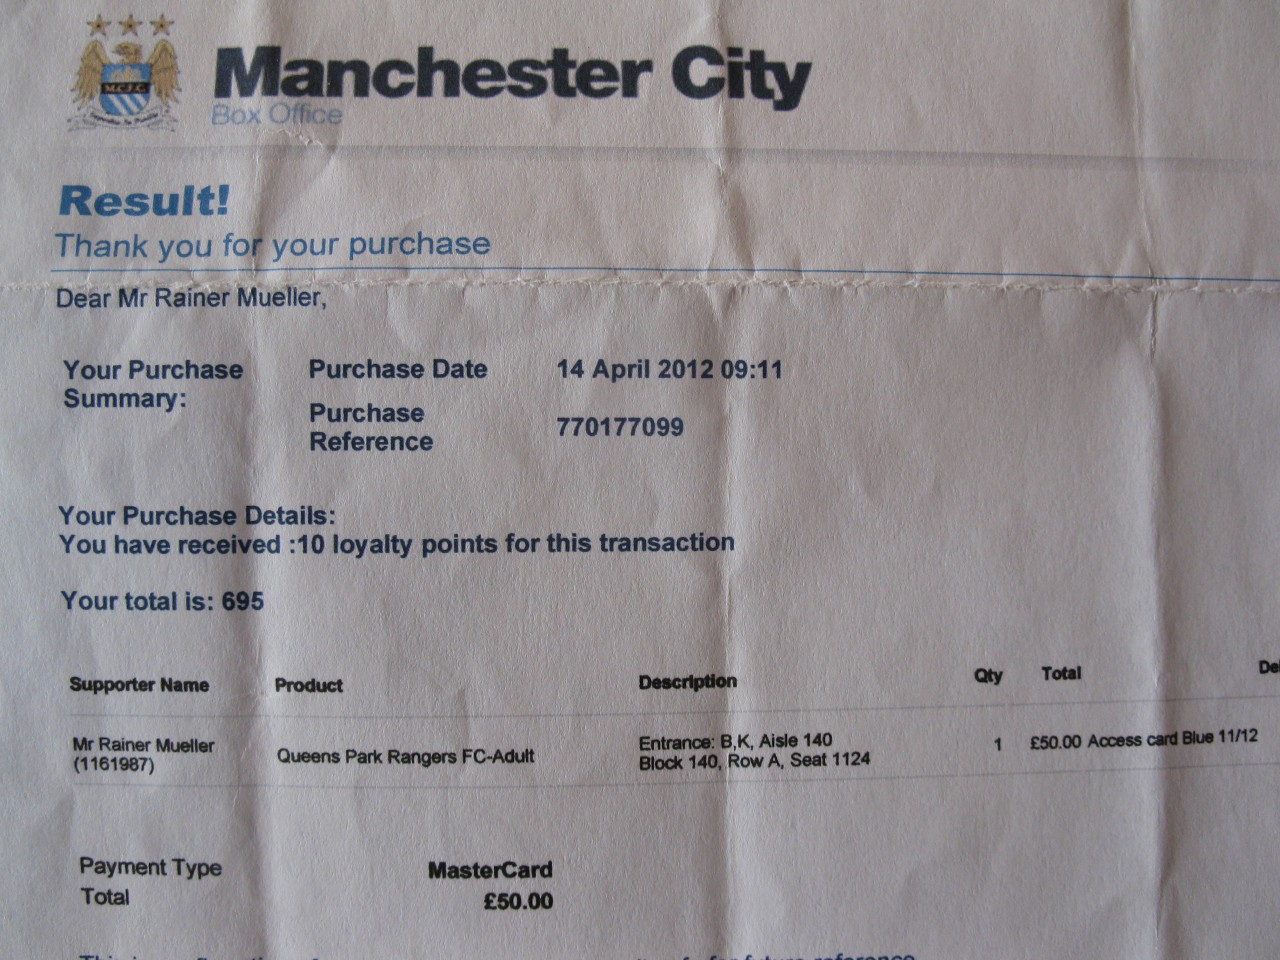 M.C.F.C.
Manchester City
Box Office
Result!
Thank you for your purchase
Dear Mr Rainer Mueller,
Your Purchase Summary:
Purchase Date 14 April 2012 09:11
Purchase Reference 770177099
Your Purchase Details:
You have received :10 loyalty points for this transaction
Your total is: 695
Supporter Name Product Description Qty Total
Mr Rainer Mueller (1161987) Queens Park Rangers FC-Adult Entrance: B,K, Aisle 140
Block 140, Row A, Seat 1124 1 £50.00 Access card Blue 11/12
Payment Type MasterCard
Total £50.00